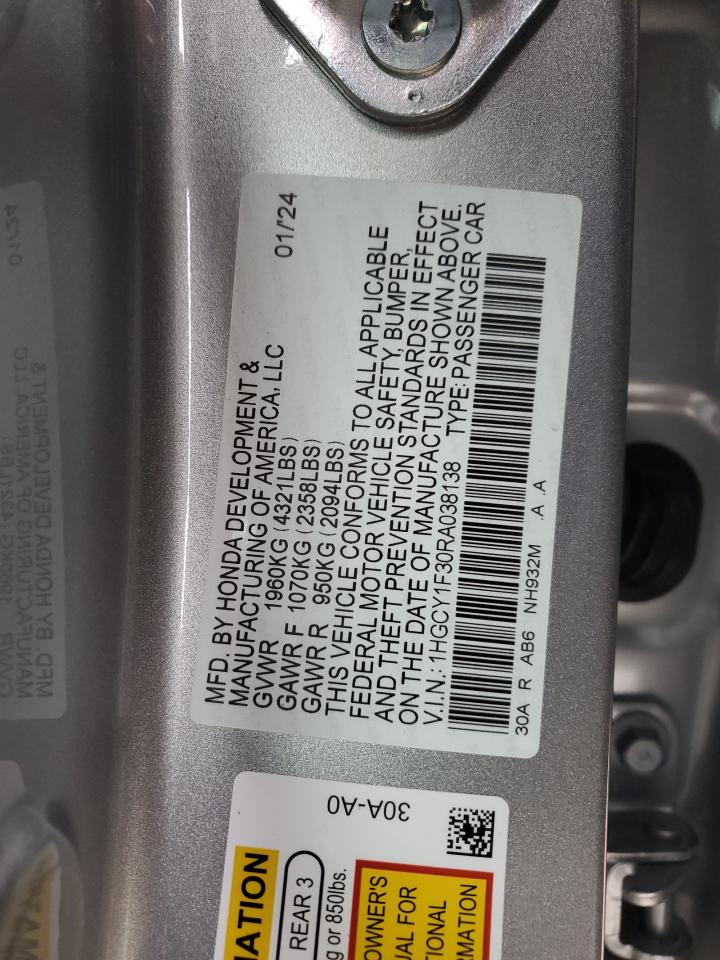 MFD. BY HONDA DEVELOPMENT &
MANUFACTURING OF AMERICA, LLC 01/'24
GVWR 1960KG (4321LBS)
GAWR F 1070KG (2358LBS)
GAWR R 950KG (2094LBS)
THIS VEHICLE CONFORMS TO ALL APPLICABLE
FEDERAL MOTOR VEHICLE SAFETY, BUMPER,
AND THEFT PREVENTION STANDARDS IN EFFECT
ON THE DATE OF MANUFACTURE SHOWN ABOVE.
V.I.N.: 1HGCY1F30RA038138 TYPE: PASSENGER CAR
30A R AB6 NH932M .A .A
30A-A0
MATION
REAR 3
g or 850lbs.
OWNER'S
UAL FOR
TIONAL
RMATION